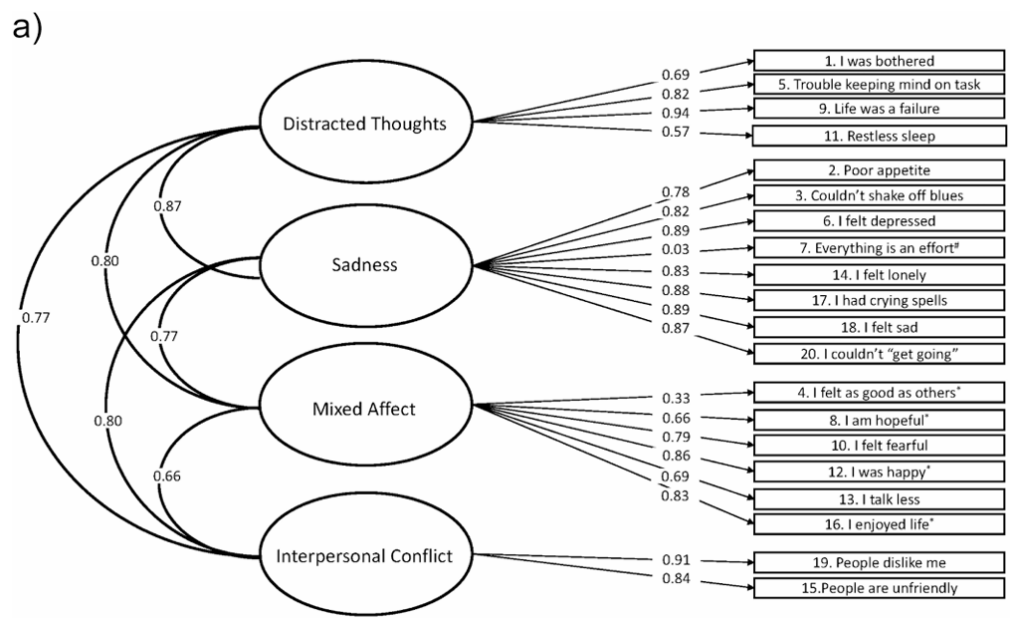 a)
Distracted Thoughts
Sadness
Mixed Affect
Interpersonal Conflict
0.87
0.80
0.77
0.77
0.80
0.66
0.69
0.82
0.94
0.57
0.78
0.82
0.89
0.03
0.83
0.88
0.89
0.87
0.33
0.66
0.79
0.86
0.69
0.83
0.91
0.84
1. I was bothered
5. Trouble keeping mind on task
9. Life was a failure
11. Restless sleep
2. Poor appetite
3. Couldn’t shake off blues
6. I felt depressed
7. Everything is an effort#
14. I felt lonely
17. I had crying spells
18. I felt sad
20. I couldn’t “get going”
4. I felt as good as others*
8. I am hopeful*
10. I felt fearful
12. I was happy*
13. I talk less
16. I enjoyed life*
19. People dislike me
15.People are unfriendly